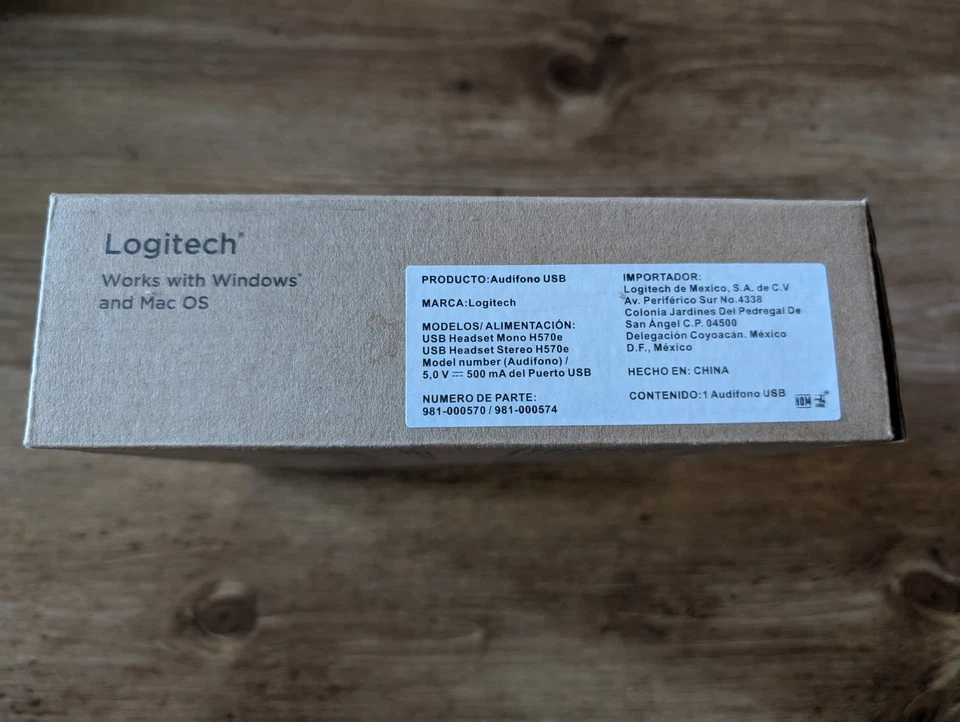 Logitech®
Works with Windows®
and Mac OS
PRODUCTO:Audífono USB
MARCA:Logitech
MODELOS/ALIMENTACIÓN:
USB Headset Mono H570e
USB Headset Stereo H570e
Model number (Audífono) /
5,0 V ⎓ 500 mA del Puerto USB
NUMERO DE PARTE:
981-000570 / 981-000574
IMPORTADOR:
Logitech de Mexico, S.A. de C.V
Av. Periférico Sur No.4338
Colonia Jardines Del Pedregal De
San Ángel C.P. 04500
Delegación Coyoacán. México
D.F., México
HECHO EN: CHINA
CONTENIDO:1 Audífono USB
NOM